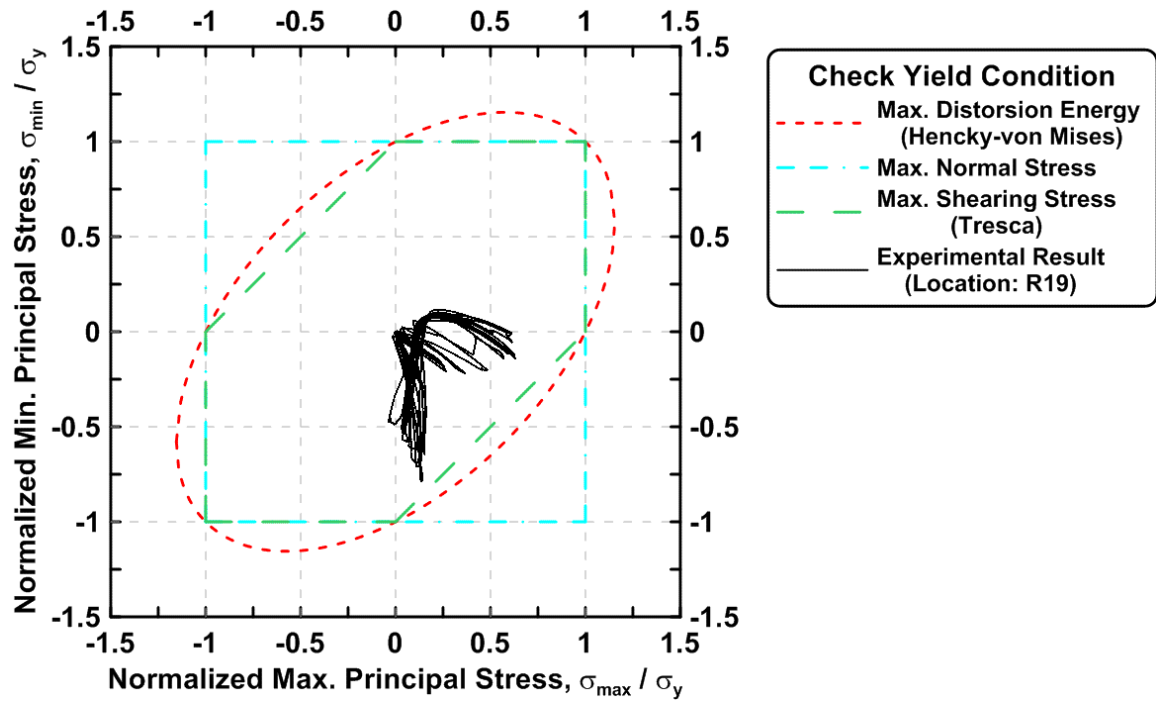 -1.5 -1 -0.5 0 0.5 1 1.5
1.5 1.5
1 1
0.5 0.5
0 0
-0.5 -0.5
-1 -1
-1.5 -1.5
-1.5 -1 -0.5 0 0.5 1 1.5
Normalized Min. Principal Stress, σmin / σy
Normalized Max. Principal Stress, σmax / σy
Check Yield Condition
Max. Distorsion Energy
(Hencky-von Mises)
Max. Normal Stress
Max. Shearing Stress
(Tresca)
Experimental Result
(Location: R19)